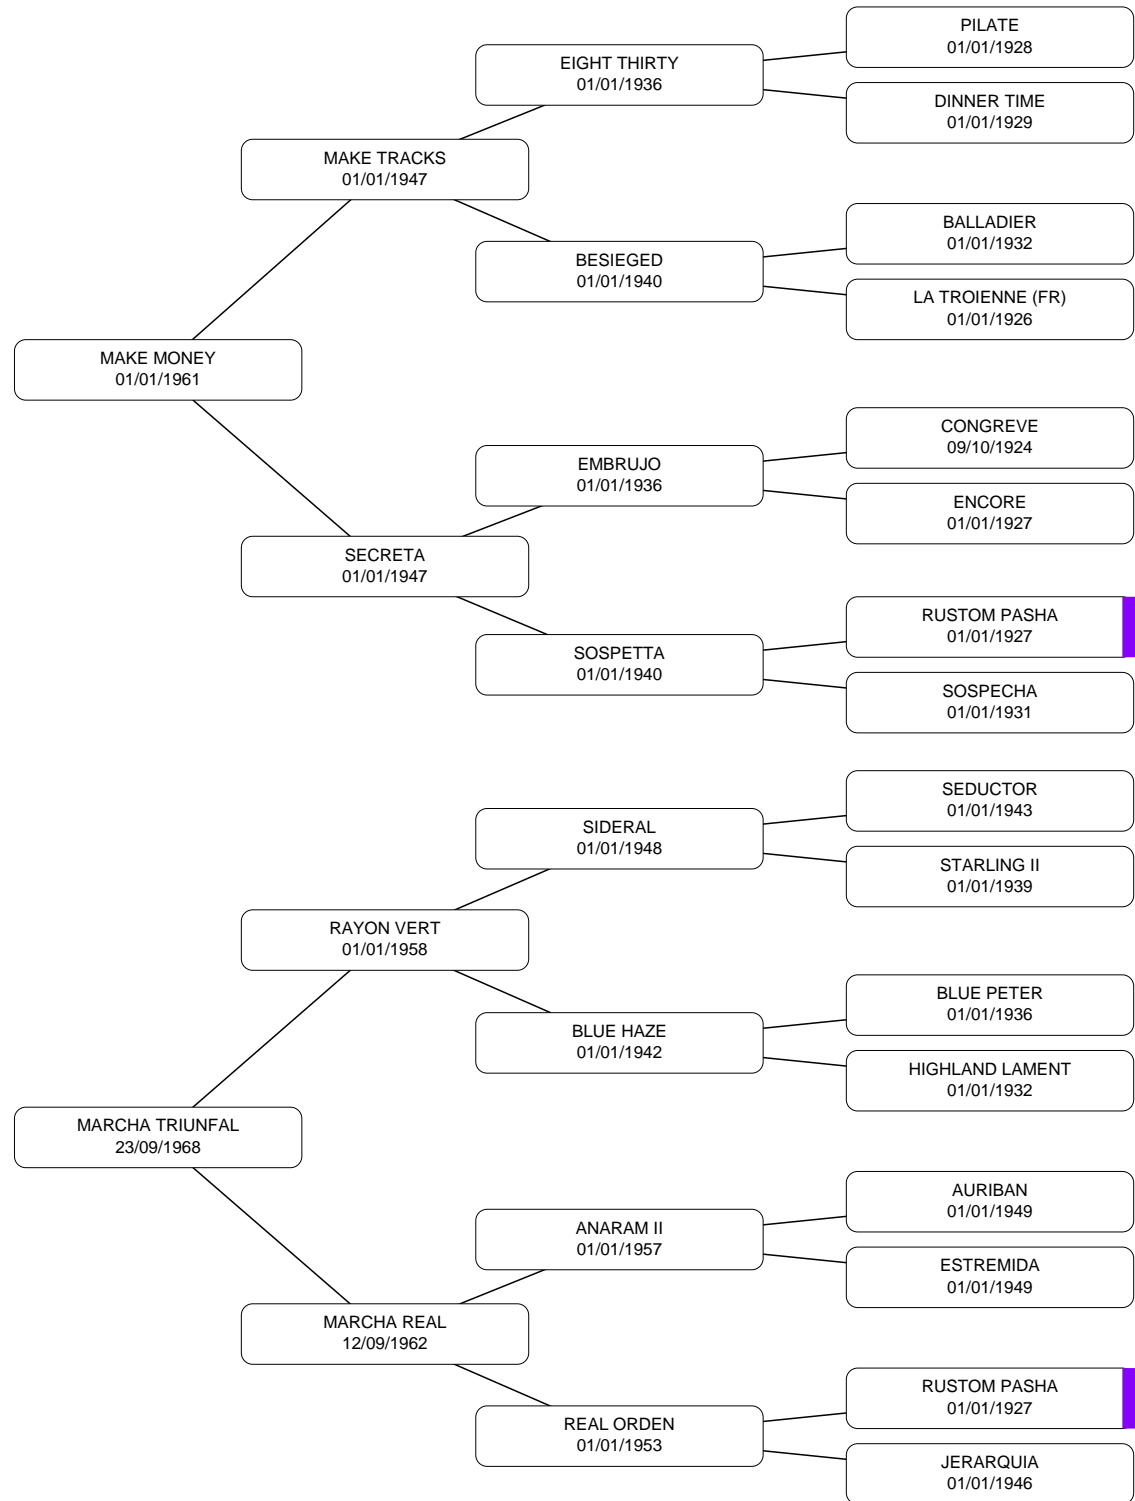 PILATE
01/01/1928
EIGHT THIRTY
01/01/1936
DINNER TIME
01/01/1929
MAKE TRACKS
01/01/1947
BALLADIER
01/01/1932
BESIEGED
01/01/1940
LA TROIENNE (FR)
01/01/1926
MAKE MONEY
01/01/1961
CONGREVE
09/10/1924
EMBRUJO
01/01/1936
ENCORE
01/01/1927
SECRETA
01/01/1947
RUSTOM PASHA
01/01/1927
SOSPETTA
01/01/1940
SOSPECHA
01/01/1931
SEDUCTOR
01/01/1943
SIDERAL
01/01/1948
STARLING II
01/01/1939
RAYON VERT
01/01/1958
BLUE PETER
01/01/1936
BLUE HAZE
01/01/1942
HIGHLAND LAMENT
01/01/1932
MARCHA TRIUNFAL
23/09/1968
AURIBAN
01/01/1949
ANARAM II
01/01/1957
ESTREMIDA
01/01/1949
MARCHA REAL
12/09/1962
RUSTOM PASHA
01/01/1927
REAL ORDEN
01/01/1953
JERARQUIA
01/01/1946